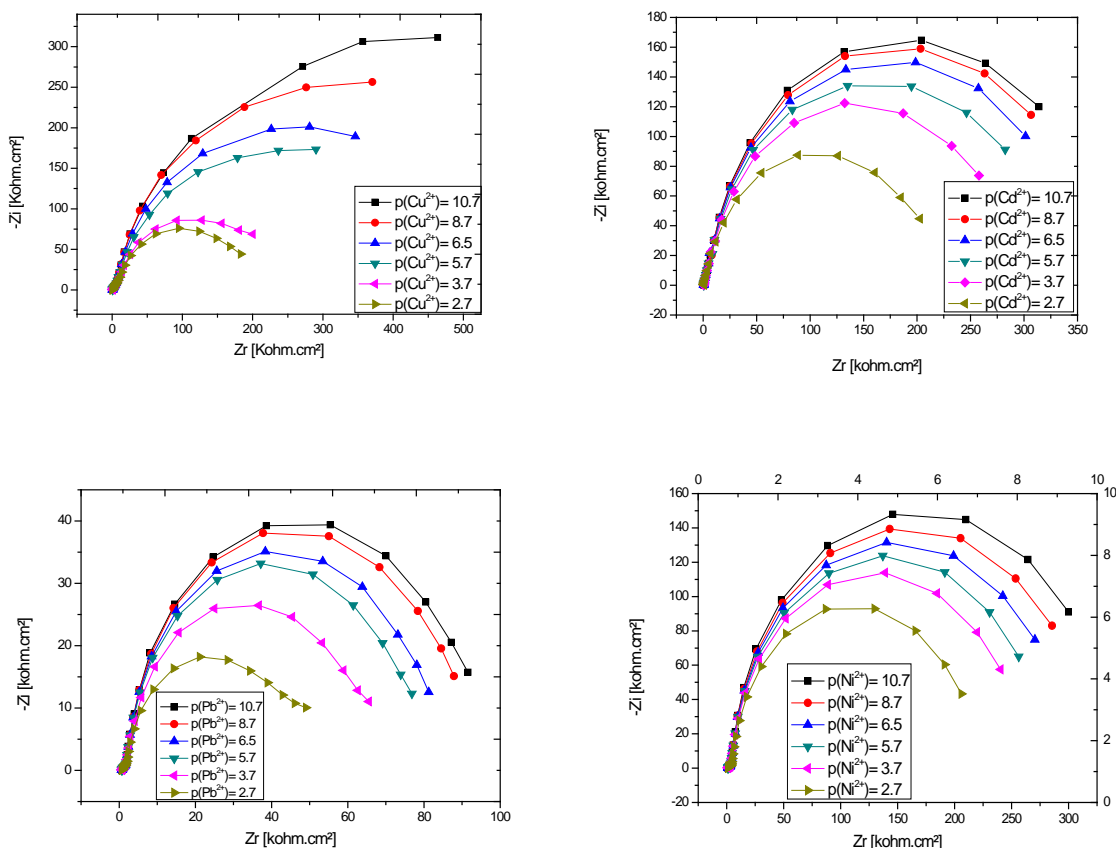 300
250
200
150
100
50
0
-Zi [kohm.cm²]
p(Cu²⁺)= 10.7
p(Cu²⁺)= 8.7
p(Cu²⁺)= 6.5
p(Cu²⁺)= 5.7
p(Cu²⁺)= 3.7
p(Cu²⁺)= 2.7
0 100 200 300 400 500
Zr [Kohm.cm²]
180
160
140
120
100
80
60
40
20
0
-20
-Zi [kohm.cm²]
p(Cd²⁺)= 10.7
p(Cd²⁺)= 8.7
p(Cd²⁺)= 6.5
p(Cd²⁺)= 5.7
p(Cd²⁺)= 3.7
p(Cd²⁺)= 2.7
0 50 100 150 200 250 300 350
Zr [kohm.cm²]
40
30
20
10
0
-Zi [kohm.cm²]
p(Pb²⁺)= 10.7
p(Pb²⁺)= 8.7
p(Pb²⁺)= 6.5
p(Pb²⁺)= 5.7
p(Pb²⁺)= 3.7
p(Pb²⁺)= 2.7
0 20 40 60 80 100
Zr [kohm.cm²]
0 2 4 6 8 10
160
140
120
100
80
60
40
20
0
-20
-Zi [kohm.cm²]
p(Ni²⁺)= 10.7
p(Ni²⁺)= 8.7
p(Ni²⁺)= 6.5
p(Ni²⁺)= 5.7
p(Ni²⁺)= 3.7
p(Ni²⁺)= 2.7
10
8
6
4
2
0
0 50 100 150 200 250 300
Zr [kohm.cm²]